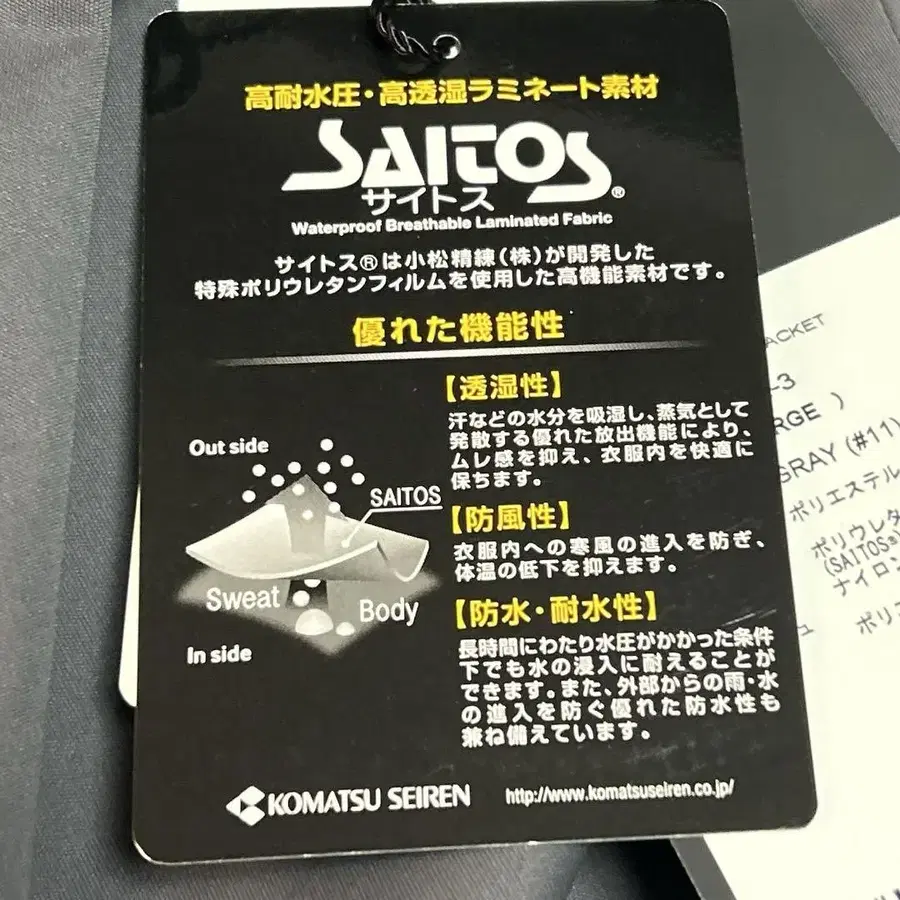 高耐水圧・高透湿ラミネート素材
SAITOS®
サイトス
Waterproof Breathable Laminated Fabric
サイトス®は小松精練(株)が開発した
特殊ポリウレタンフィルムを使用した高機能素材です。
優れた機能性
【透湿性】
汗などの水分を吸湿し、蒸気として
発散する優れた放出機能により、
ムレ感を抑え、衣服内を快適に
保ちます。
【防風性】
衣服内への寒風の進入を防ぎ、
体温の低下を抑えます。
【防水・耐水性】
長時間にわたり水圧がかかった条件
下でも水の浸入に耐えることが
できます。また、外部からの雨・水
の進入を防ぐ優れた防水性も
兼ね備えています。
Out side
SAITOS
Sweat
Body
In side
KOMATSU SEIREN
http://www.komatsuseiren.co.jp/
ACKET
-3
RGE )
GRAY (#11)
ポリエステル
ポリウレタ
(SAITOS®)
ナイロン